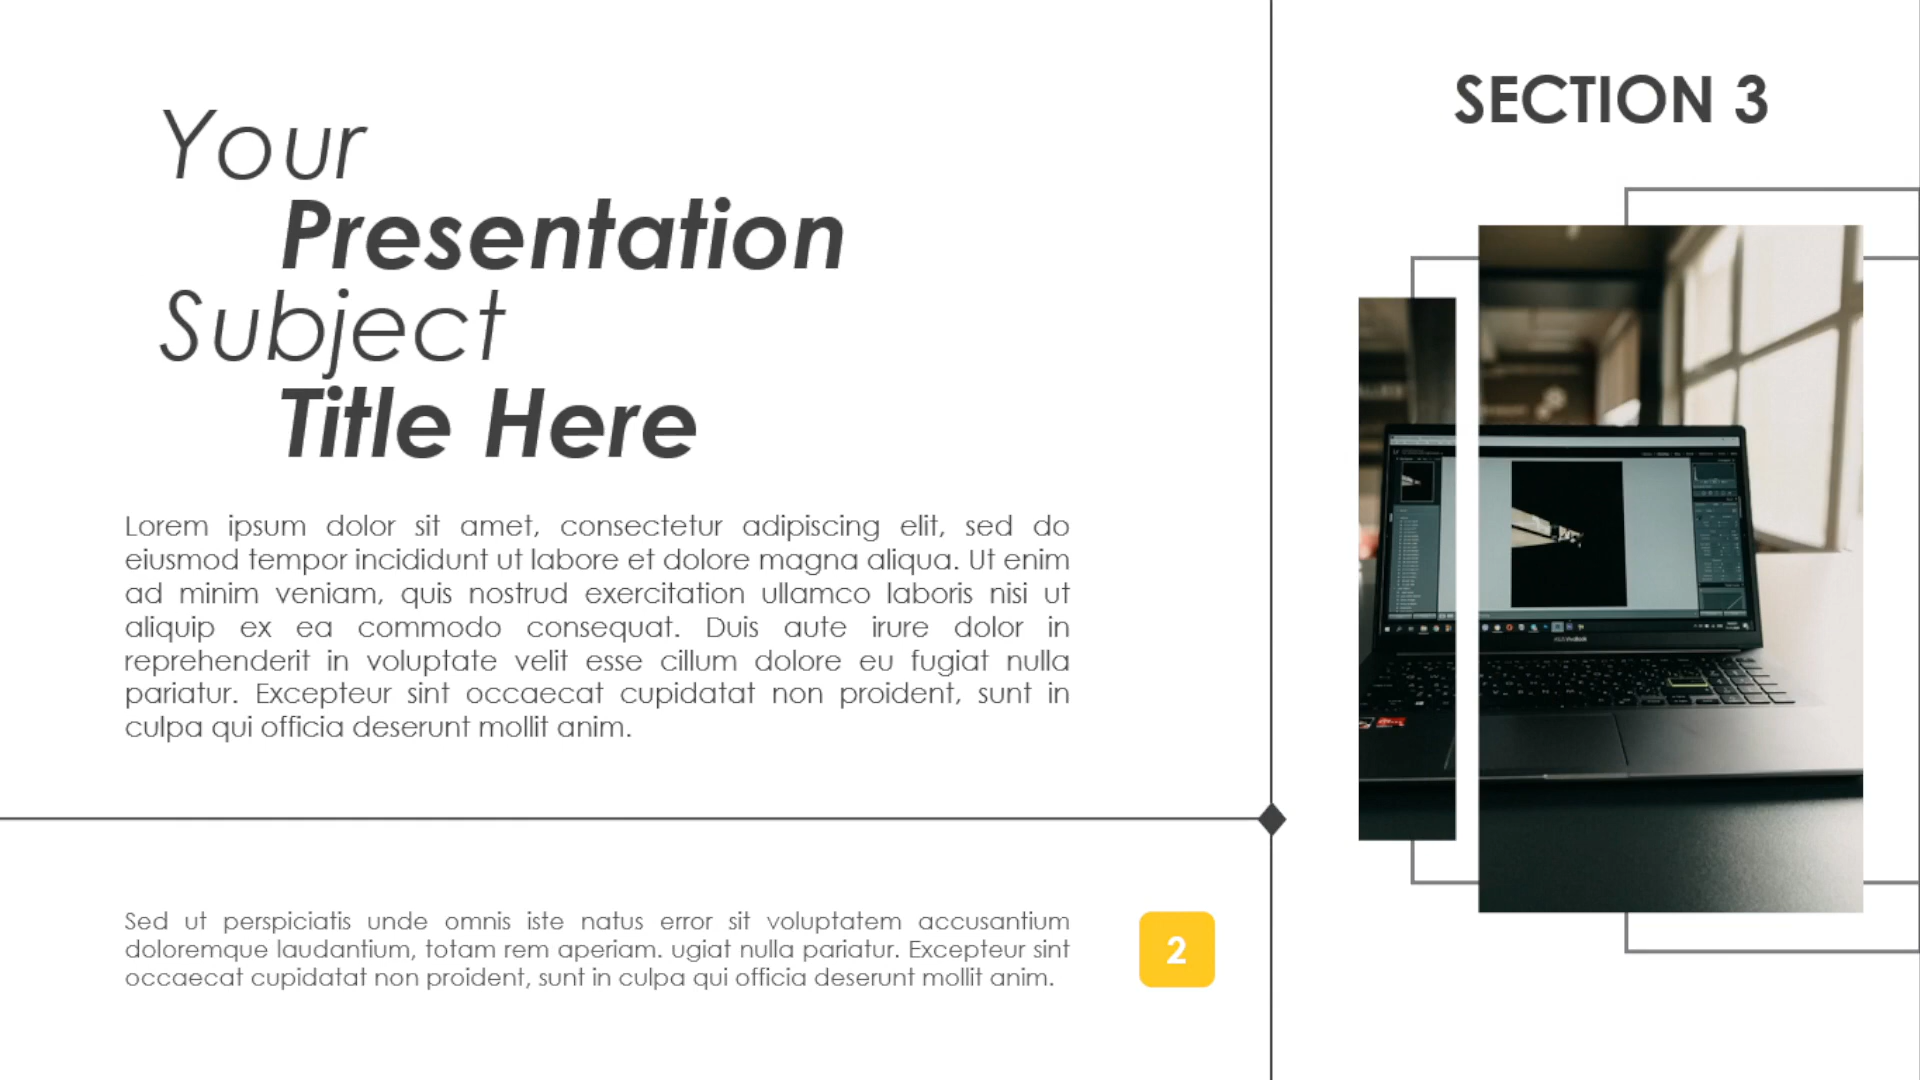 Your
Presentation
Subject
Title Here
Lorem ipsum dolor sit amet, consectetur adipiscing elit, sed do
eiusmod tempor incididunt ut labore et dolore magna aliqua. Ut enim
ad minim veniam, quis nostrud exercitation ullamco laboris nisi ut
aliquip ex ea commodo consequat. Duis aute irure dolor in
reprehenderit in voluptate velit esse cillum dolore eu fugiat nulla
pariatur. Excepteur sint occaecat cupidatat non proident, sunt in
culpa qui officia deserunt mollit anim.
Sed ut perspiciatis unde omnis iste natus error sit voluptatem accusantium
doloremque laudantium, totam rem aperiam. ugiat nulla pariatur. Excepteur sint
occaecat cupidatat non proident, sunt in culpa qui officia deserunt mollit anim.
2
SECTION 3